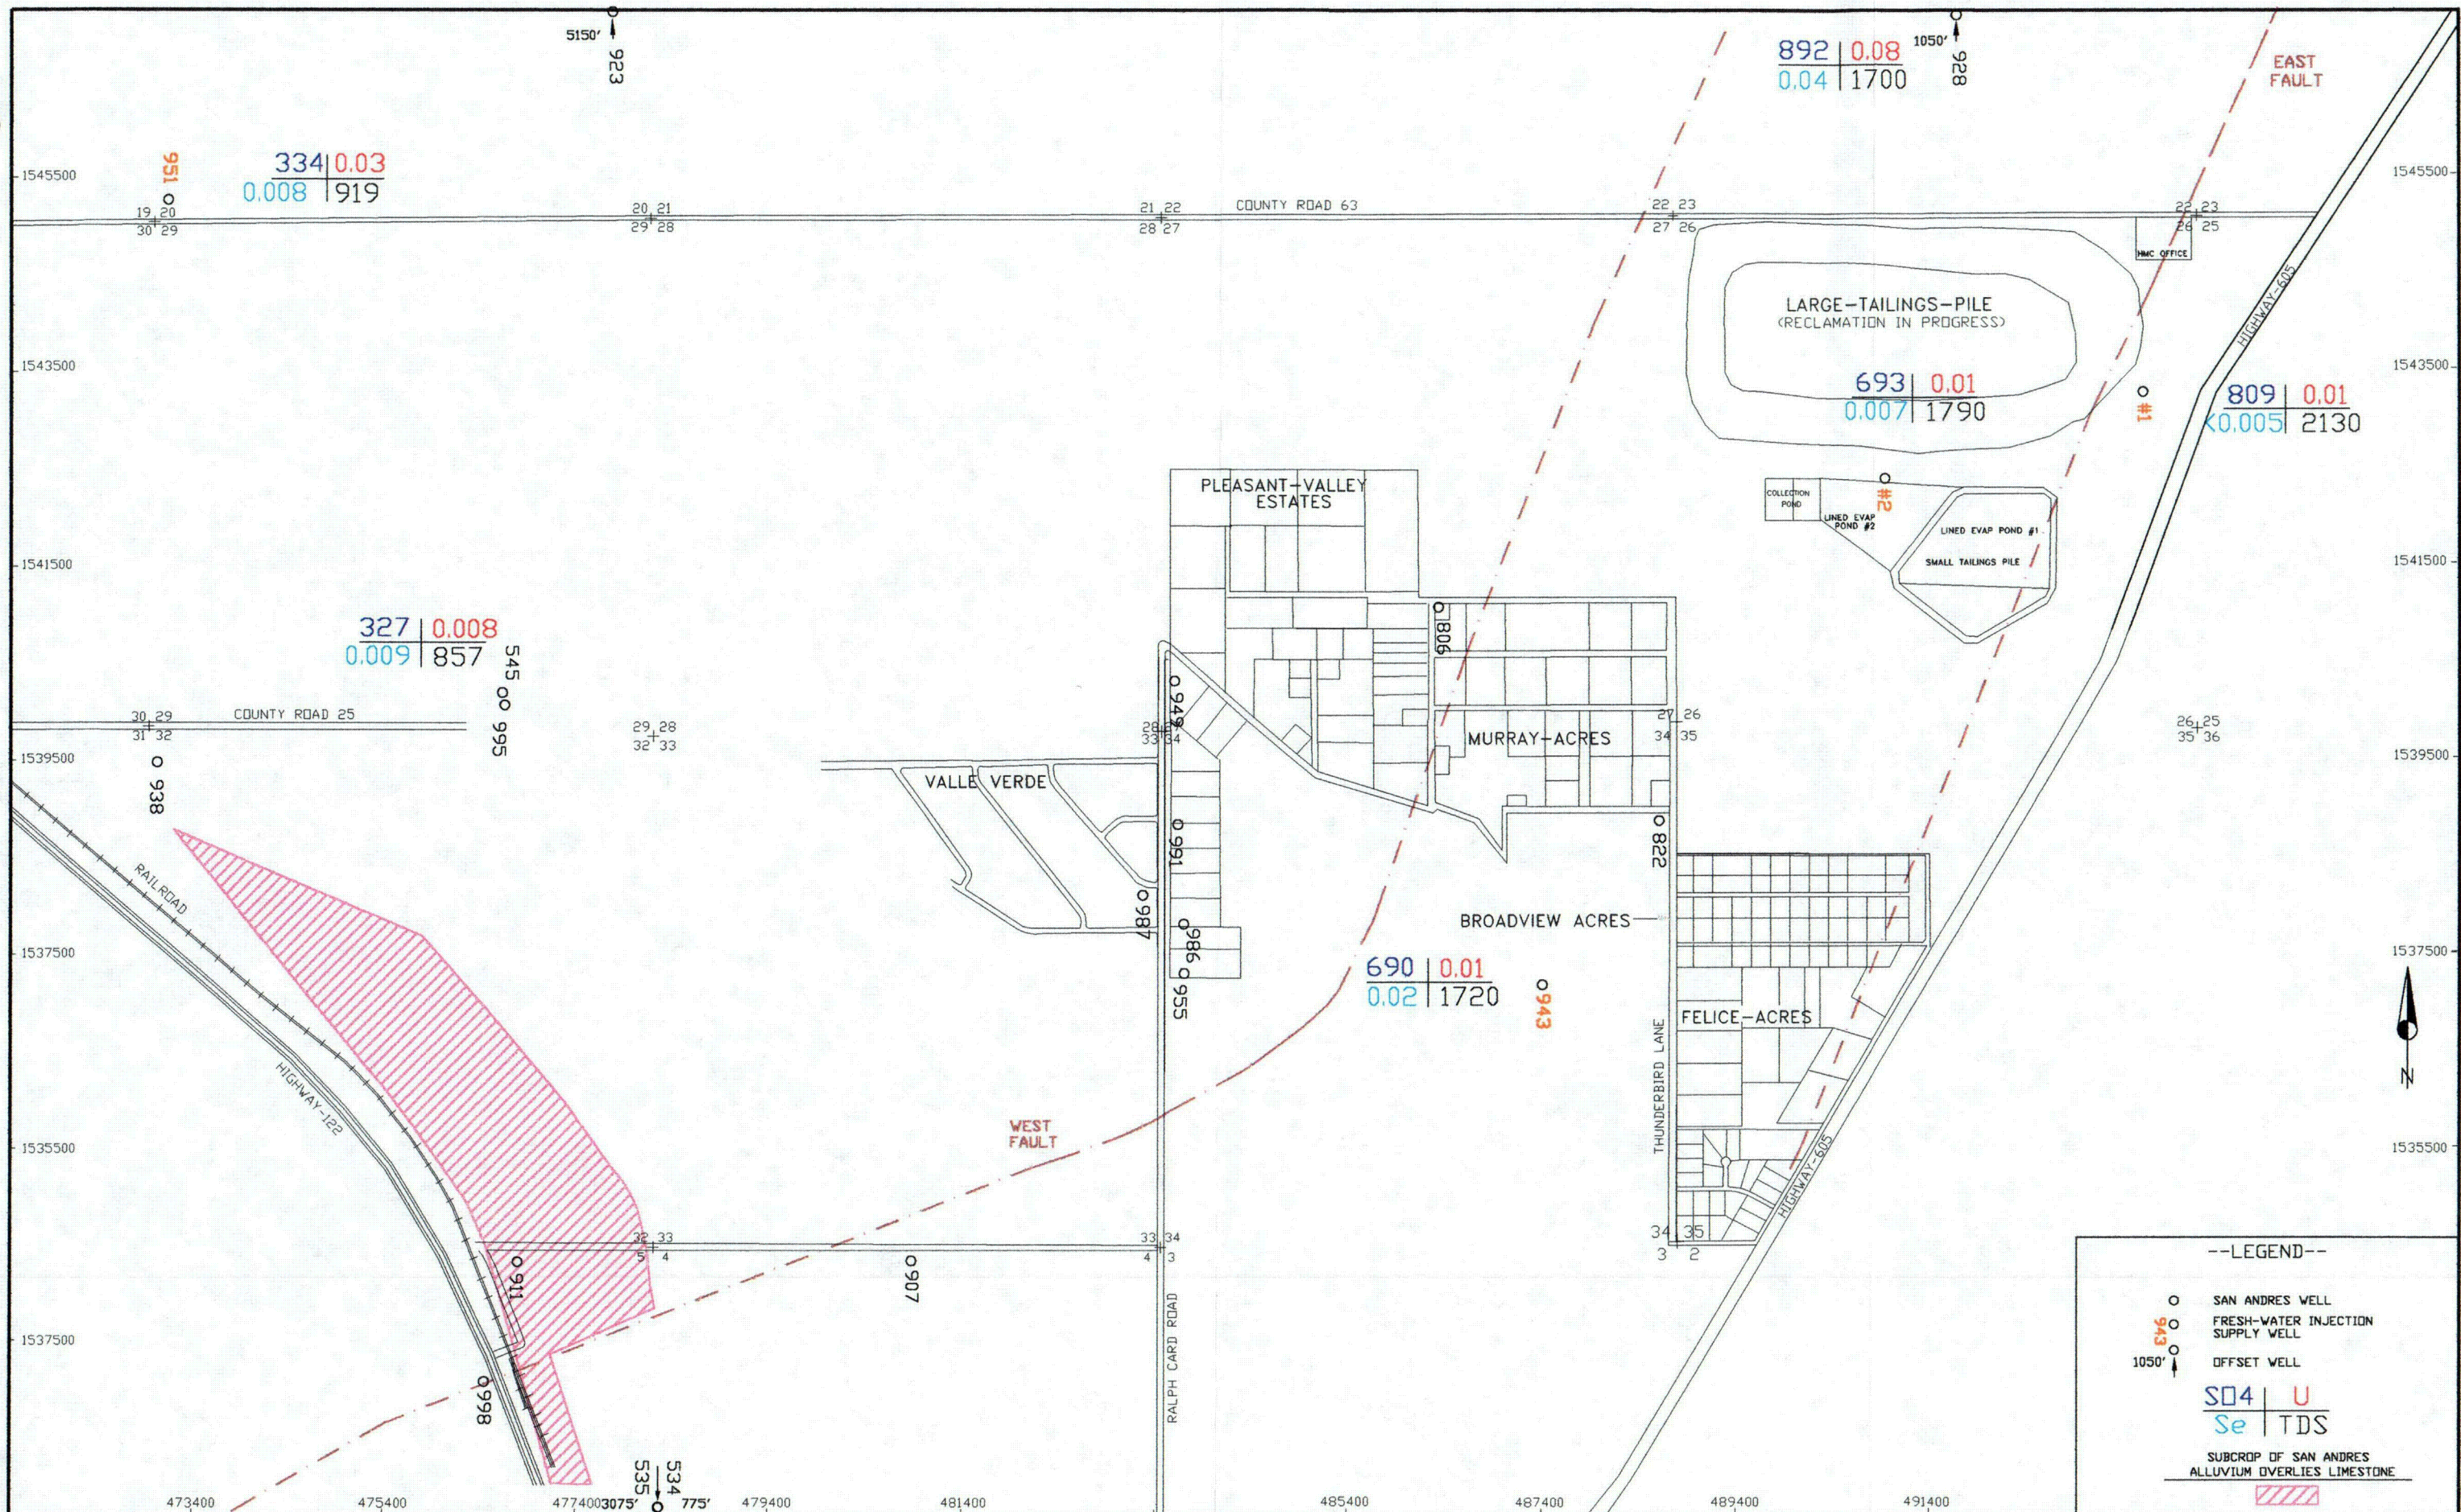 5150'
923
892 | 0.08
0.04 | 1700
1050'
928
EAST
FAULT
951
334 | 0.03
0.008 | 919
1545500
1545500
19 20
30 29
20 21
29 28
21 22
28 27
COUNTY ROAD 63
22 23
27 26
22 23
26 25
HMC OFFICE
HIGHWAY-605
LARGE-TAILINGS-PILE
(RECLAMATION IN PROGRESS)
1543500
1543500
693 | 0.01
0.007 | 1790
#1
809 | 0.01
<0.005 | 2130
PLEASANT-VALLEY
ESTATES
COLLECTION
POND
#2
LINED EVAP
POND #2
LINED EVAP POND #1
SMALL TAILINGS PILE
1541500
1541500
327 | 0.008
0.009 | 857
545
995
806
949
30 29
31 32
COUNTY ROAD 25
29 28
32 33
28 27
33 34
27 26
34 35
26 25
35 36
MURRAY-ACRES
1539500
1539500
938
VALLE VERDE
991
822
RAILROAD
987
986
BROADVIEW ACRES
1537500
1537500
955
690 | 0.01
0.02 | 1720
943
FELICE-ACRES
THUNDERBIRD LANE
HIGHWAY-122
N
WEST
FAULT
1535500
1535500
HIGHWAY-605
32 33
5 4
33 34
4 3
34 35
3 2
911
907
1537500
RALPH CARD ROAD
998
--LEGEND--
SAN ANDRES WELL
943
FRESH-WATER INJECTION
SUPPLY WELL
1050'
OFFSET WELL
SO4 | U
Se | TDS
SUBCROP OF SAN ANDRES
ALLUVIUM OVERLIES LIMESTONE
535
534
3075'
775'
473400
475400
477400
479400
481400
485400
487400
489400
491400